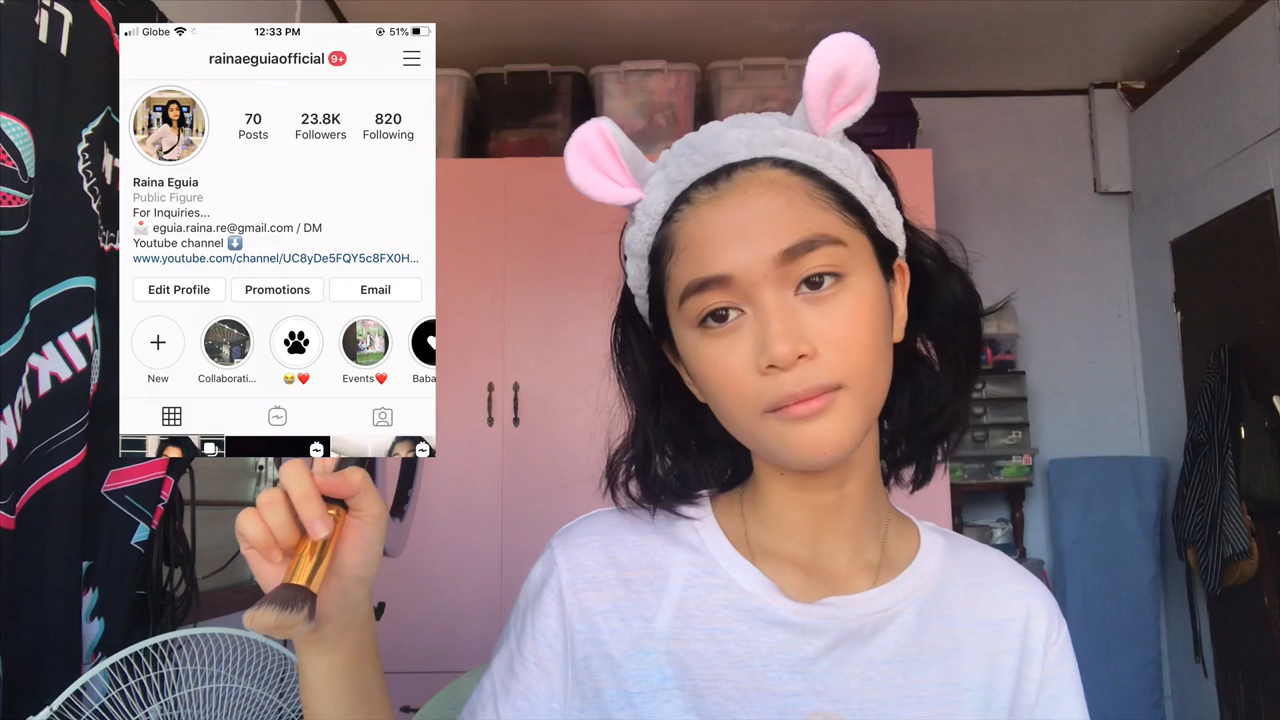 Globe 12:33 PM 51%
rainaeguiaofficial 9+
70 23.8K 820
Posts Followers Following
Raina Eguia
Public Figure
For Inquiries...
eguia.raina.re@gmail.com / DM
Youtube channel
www.youtube.com/channel/UC8yDe5FQY5c8FX0H...
Edit Profile Promotions Email
New Collaborati... Events Baba